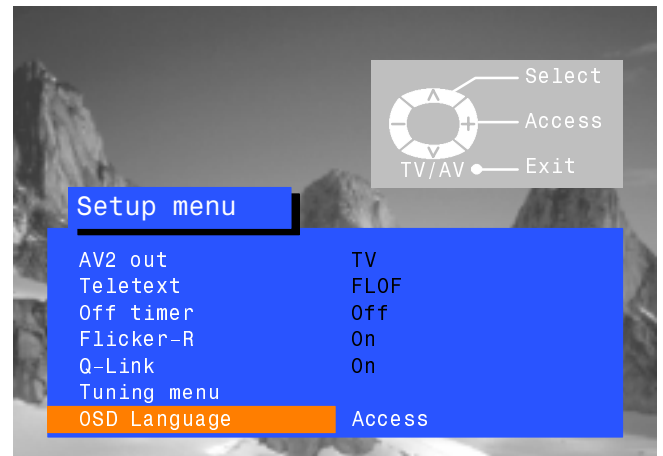 Select
Access
TV/AV Exit
Setup menu
AV2 out TV
Teletext FLOF
Off timer Off
Flicker-R On
Q-Link On
Tuning menu
OSD Language Access